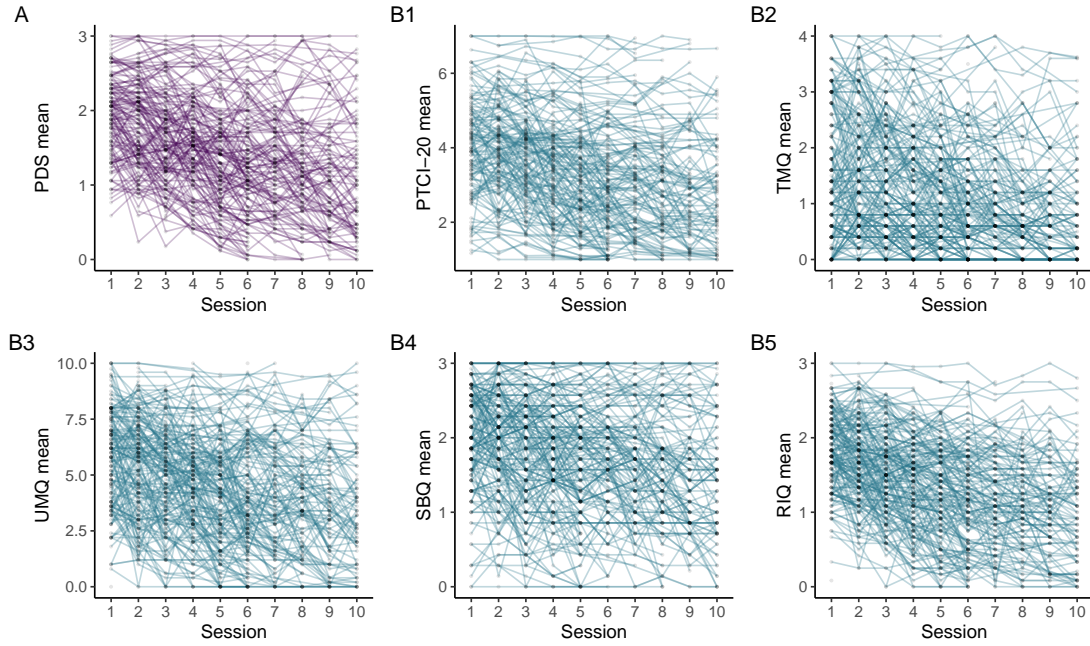 A
PDS mean
3
2
1
0
1 2 3 4 5 6 7 8 9 10
Session
B1
PTCI−20 mean
6
4
2
1 2 3 4 5 6 7 8 9 10
Session
B2
TMQ mean
4
3
2
1
0
1 2 3 4 5 6 7 8 9 10
Session
B3
UMQ mean
10.0
7.5
5.0
2.5
0.0
1 2 3 4 5 6 7 8 9 10
Session
B4
SBQ mean
3
2
1
0
1 2 3 4 5 6 7 8 9 10
Session
B5
RIQ mean
3
2
1
0
1 2 3 4 5 6 7 8 9 10
Session